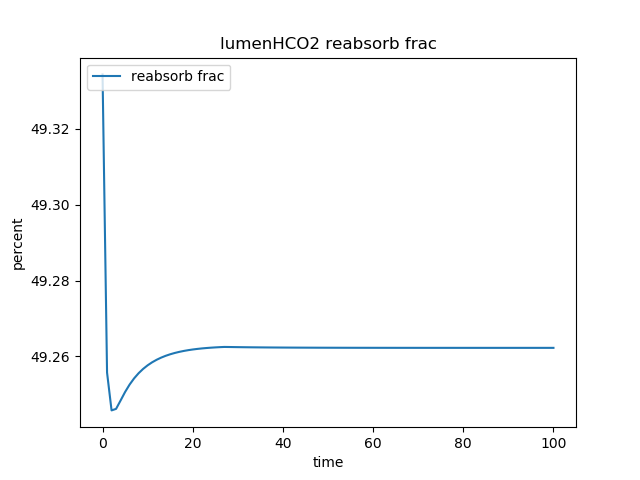 lumenHCO2 reabsorb frac
reabsorb frac
percent
49.32
49.30
49.28
49.26
0 20 40 60 80 100
time